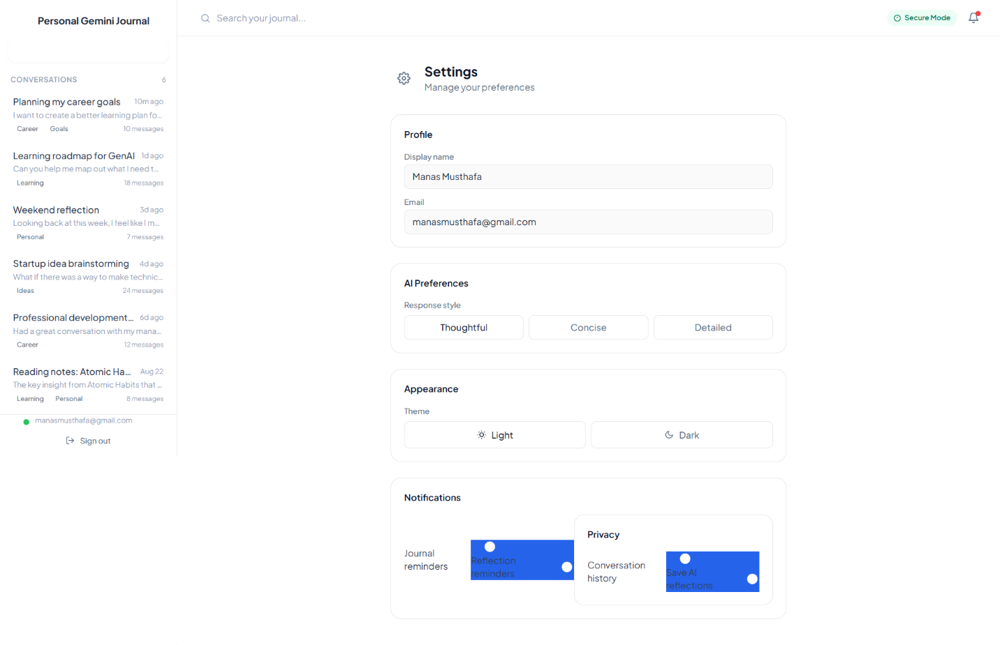 Personal Gemini Journal
Search your journal...
Secure Mode
CONVERSATIONS 6
Planning my career goals 10m ago
I want to create a better learning plan fo...
Career Goals 10 messages
Learning roadmap for GenAI 1d ago
Can you help me map out what I need t...
Learning 18 messages
Weekend reflection 3d ago
Looking back at this week, I feel like I m...
Personal 7 messages
Startup idea brainstorming 4d ago
What if there was a way to make technic...
Ideas 24 messages
Professional development... 6d ago
Had a great conversation with my mana...
Career 12 messages
Reading notes: Atomic Ha... Aug 22
The key insight from Atomic Habits that ...
Learning Personal 8 messages
manasmusthafa@gmail.com
Sign out
Settings
Manage your preferences
Profile
Display name
Manas Musthafa
Email
manasmusthafa@gmail.com
AI Preferences
Response style
Thoughtful Concise Detailed
Appearance
Theme
Light Dark
Notifications
Journal
reminders
Reflection
reminders
Privacy
Conversation
history
Save AI
reflections